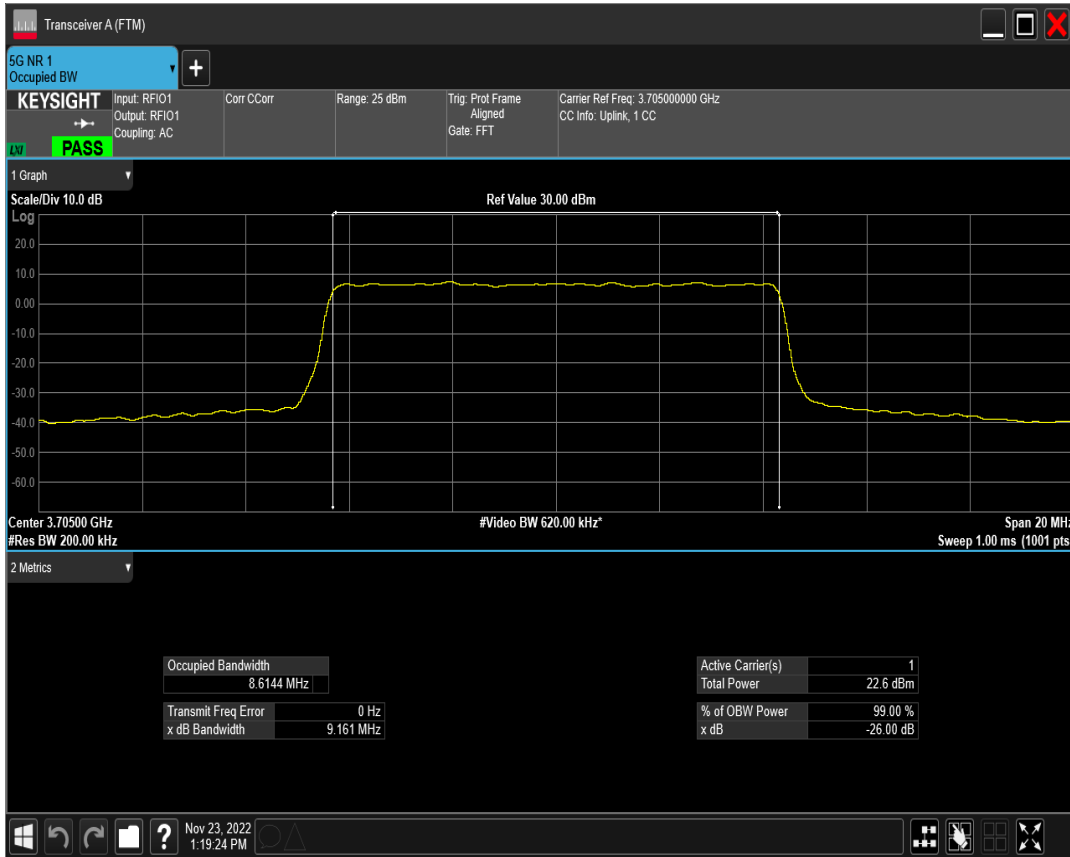 Transceiver A (FTM)
5G NR 1
Occupied BW
+
KEYSIGHT
LXI
PASS
Input: RFIO1
Output: RFIO1
Coupling: AC
Corr CCorr
Range: 25 dBm
Trig: Prot Frame
Aligned
Gate: FFT
Carrier Ref Freq: 3.705000000 GHz
CC Info: Uplink, 1 CC
1 Graph
Scale/Div 10.0 dB
Ref Value 30.00 dBm
Log
20.0
10.0
0.00
-10.0
-20.0
-30.0
-40.0
-50.0
-60.0
Center 3.70500 GHz
#Video BW 620.00 kHz*
Span 20 MHz
#Res BW 200.00 kHz
Sweep 1.00 ms (1001 pts
2 Metrics
Occupied Bandwidth
8.6144 MHz
Transmit Freq Error 0 Hz
x dB Bandwidth 9.161 MHz
Active Carrier(s) 1
Total Power 22.6 dBm
% of OBW Power 99.00 %
x dB -26.00 dB
?
Nov 23, 2022
1:19:24 PM